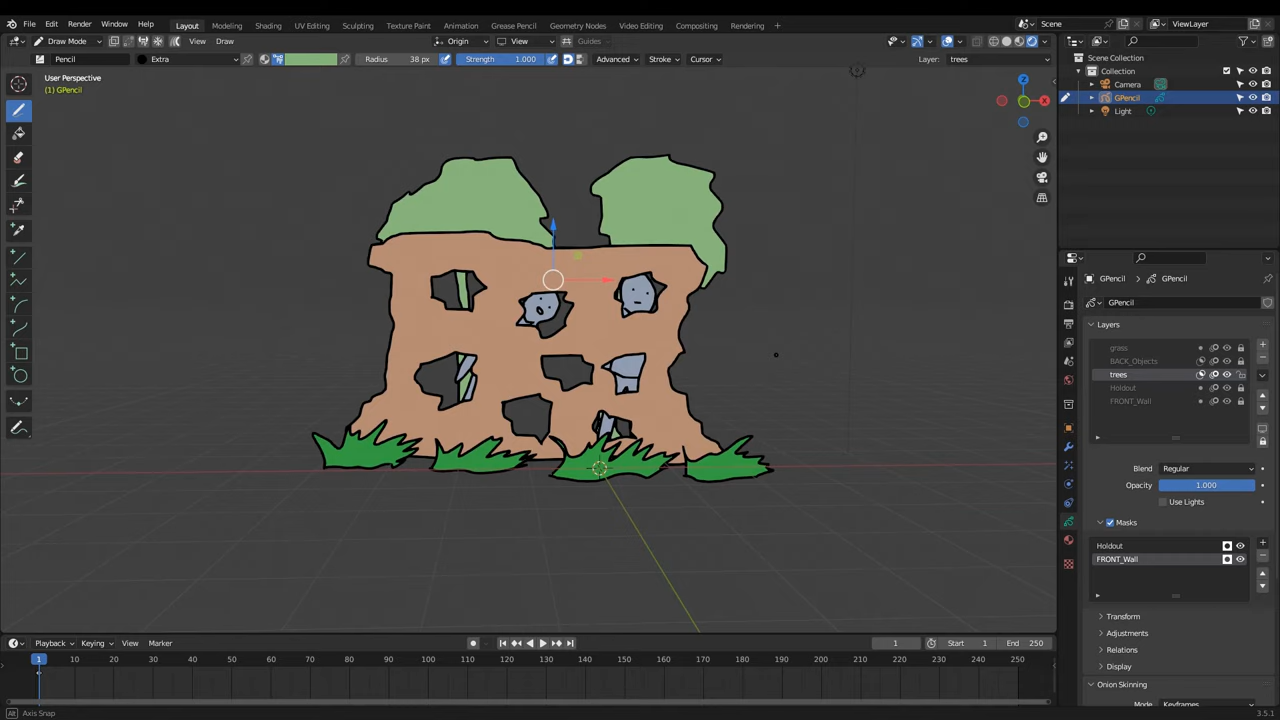 File Edit Render Window Help Layout Modeling Shading UV Editing Sculpting Texture Paint Animation Grease Pencil Geometry Nodes Video Editing Compositing Rendering + Scene ViewLayer
Draw Mode View Draw Origin View Guides
Pencil Extra Radius 38 px Strength 1.000 Advanced Stroke Cursor Layer: trees
User Perspective
(1) GPencil
Z
X
Scene Collection
Collection
Camera
GPencil
Light
GPencil GPencil
GPencil
Layers
grass
BACK_Objects
trees
Holdout
FRONT_Wall
Blend Regular
Opacity 1.000
Use Lights
Masks
Holdout
FRONT_Wall
Transform
Adjustments
Relations
Display
Onion Skinning
Mode Keyframes
Playback Keying View Marker 1 Start 1 End 250
1 10 20 30 40 50 60 70 80 90 100 110 120 130 140 150 160 170 180 190 200 210 220 230 240 250
Alt Axis Snap 3.5.1